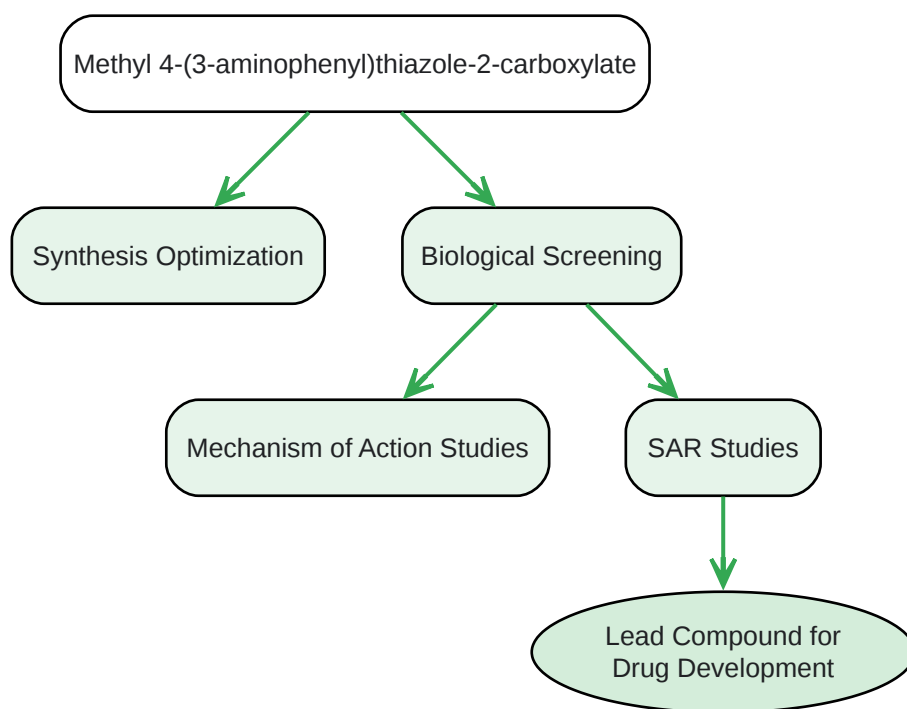 Methyl 4-(3-aminophenyl)thiazole-2-carboxylate
Synthesis Optimization
Biological Screening
Mechanism of Action Studies
SAR Studies
Lead Compound for
Drug Development